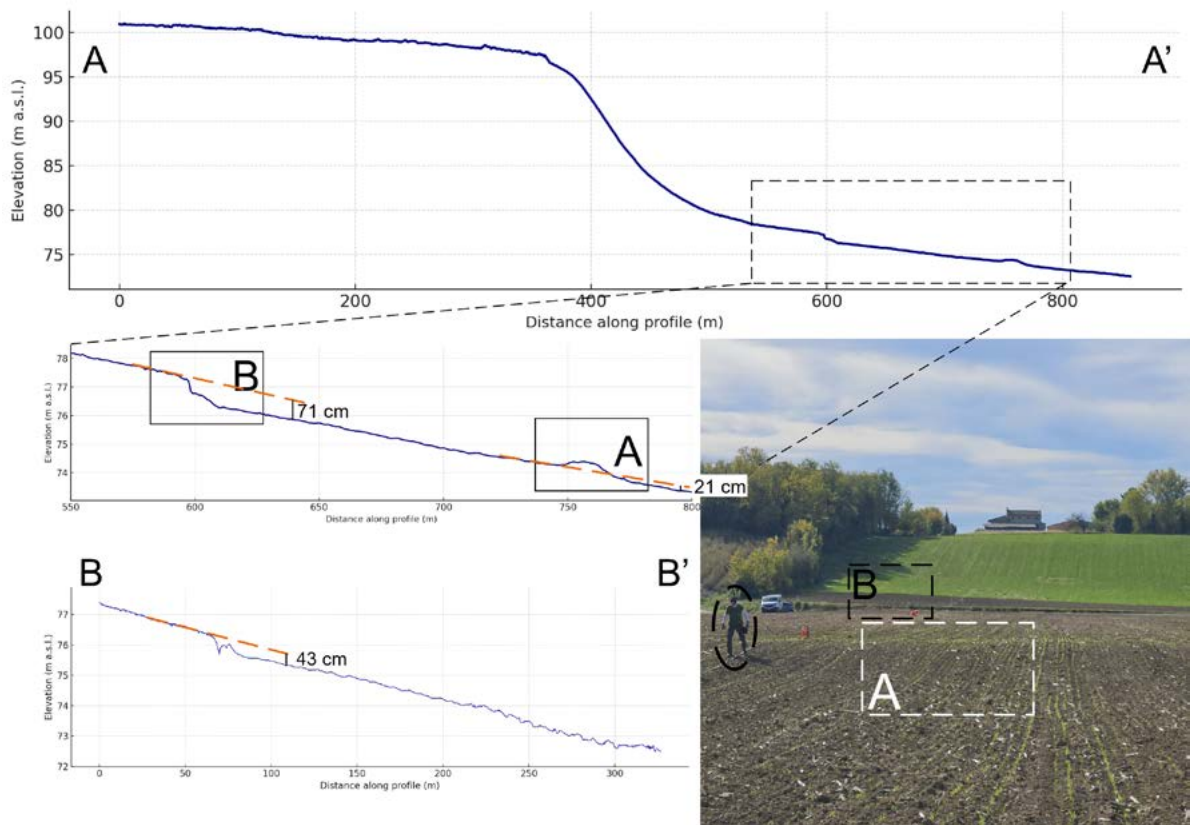 A
A'
Elevation (m a.s.l.)
100
95
90
85
80
75
0 200 400 600 800
Distance along profile (m)
Elevation (m a.s.l.)
78
77
76
75
74
B
71 cm
A
21 cm
550 600 650 700 750 800
Distance along profile (m)
B
B'
Elevation (m a.s.l.)
77
76
75
74
73
72
43 cm
0 50 100 150 200 250 300
Distance along profile (m)
B
A